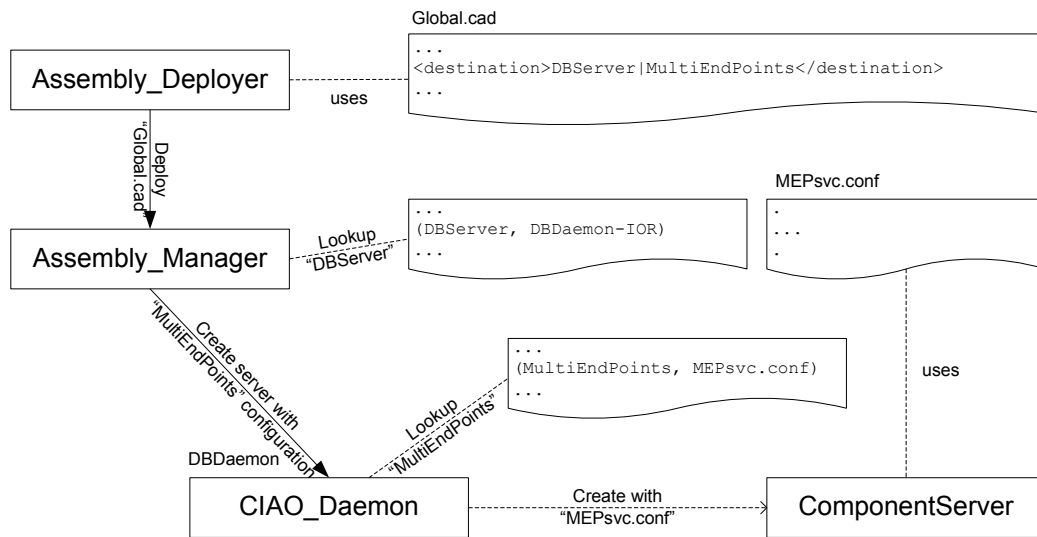 Global.cad
...
<destination>DBServer|MultiEndPoints</destination>
...
Assembly_Deployer
uses
Deploy
“Global.cad”
MEPsvc.conf
...
(DBServer, DBDaemon-IOR)
...
.
...
.
Assembly_Manager
Lookup
“DBServer”
Create server with
“MultiEndPoints” configuration
...
(MultiEndPoints, MEPsvc.conf)
...
uses
Lookup
“MultiEndPoints”
DBDaemon
CIAO_Daemon
Create with
“MEPsvc.conf”
ComponentServer